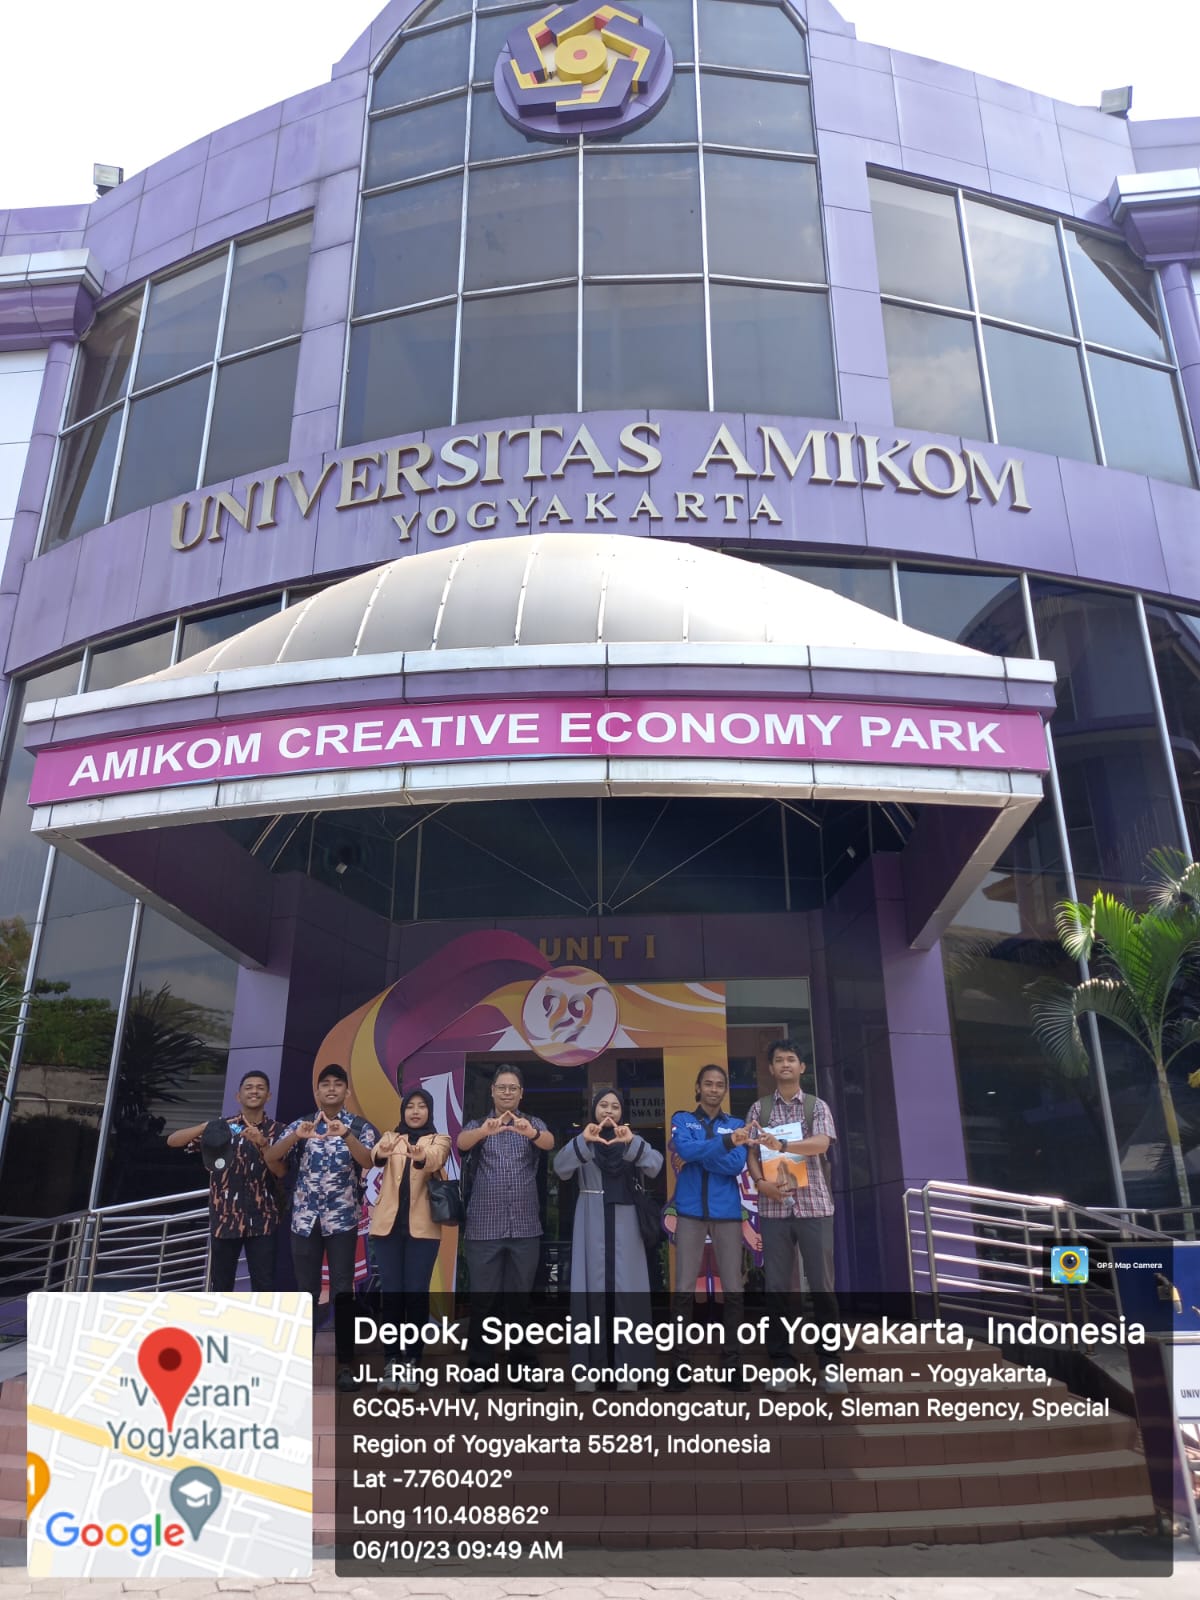 UNIVERSITAS AMIKOM
YOGYAKARTA
AMIKOM CREATIVE ECONOMY PARK
UNIT I
29
GPS Map Camera
"Veteran"
Yogyakarta
Google
Depok, Special Region of Yogyakarta, Indonesia
JL. Ring Road Utara Condong Catur Depok, Sleman - Yogyakarta,
6CQ5+VHV, Ngringin, Condongcatur, Depok, Sleman Regency, Special
Region of Yogyakarta 55281, Indonesia
Lat -7.760402°
Long 110.408862°
06/10/23 09:49 AM